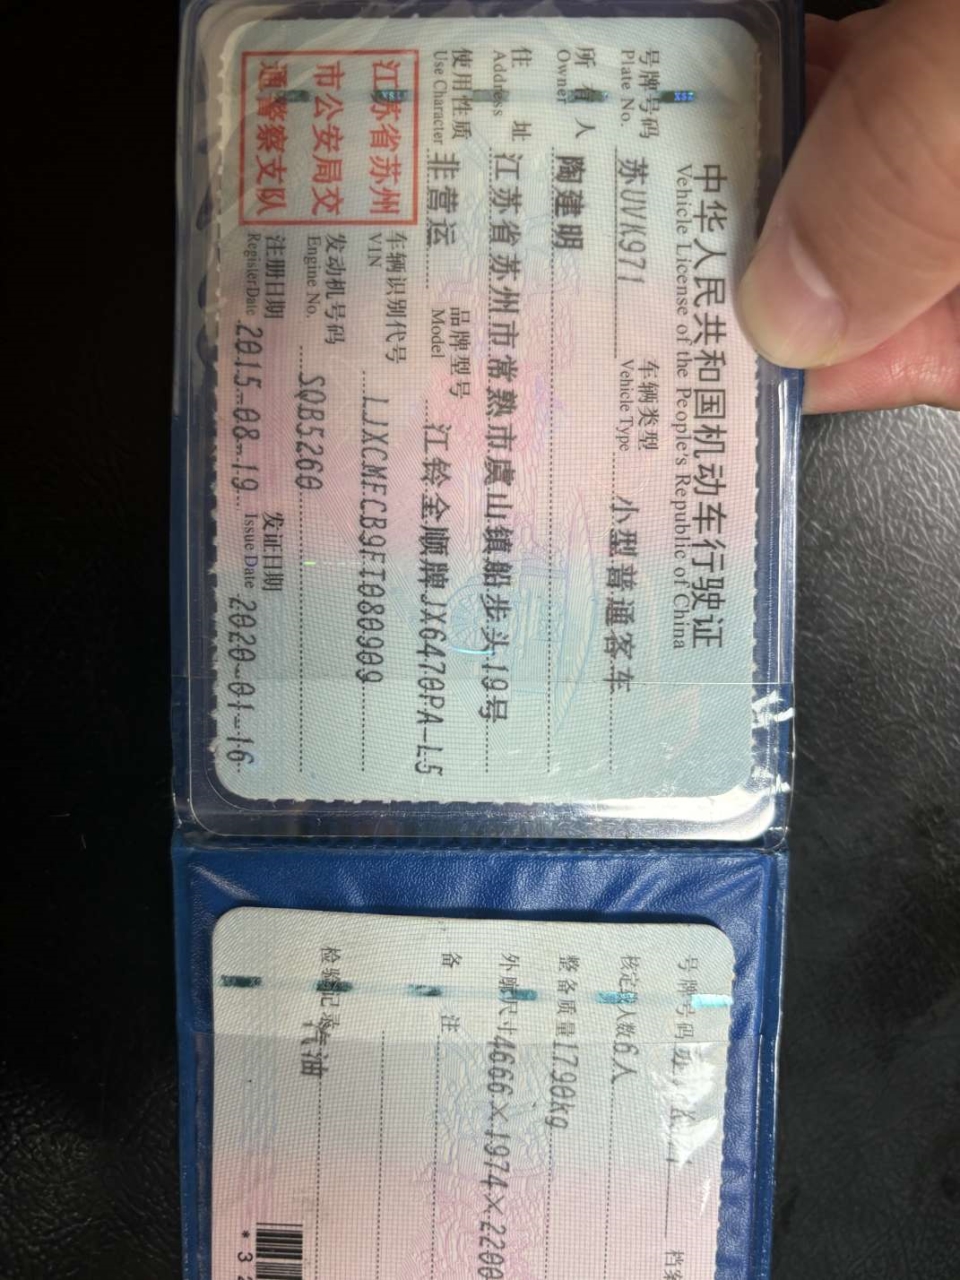 中华人民共和国机动车行驶证
Vehicle License of the People's Republic of China
号牌号码 苏UVK971 车辆类型 小型普通客车
Plate No. Vehicle Type
所有人 陶建明
Owner
住址 江苏省苏州市常熟市虞山镇船步头19号
Address
使用性质 非营运 品牌型号 江铃全顺牌JX6470PA-L5
Use Character Model
江苏省苏州
市公安局交
通警察支队
车辆识别代号 LJXCMFCB9FT080909
VIN
发动机号码 SQB5260
Engine No.
注册日期 2015-08-19 发证日期 2020-01-16
Register Date Issue Date
号牌号码 档案
核定载人数 6人
整备质量 1790kg
外廓尺寸 4666×1974×2200
备注
检验记录 汽油